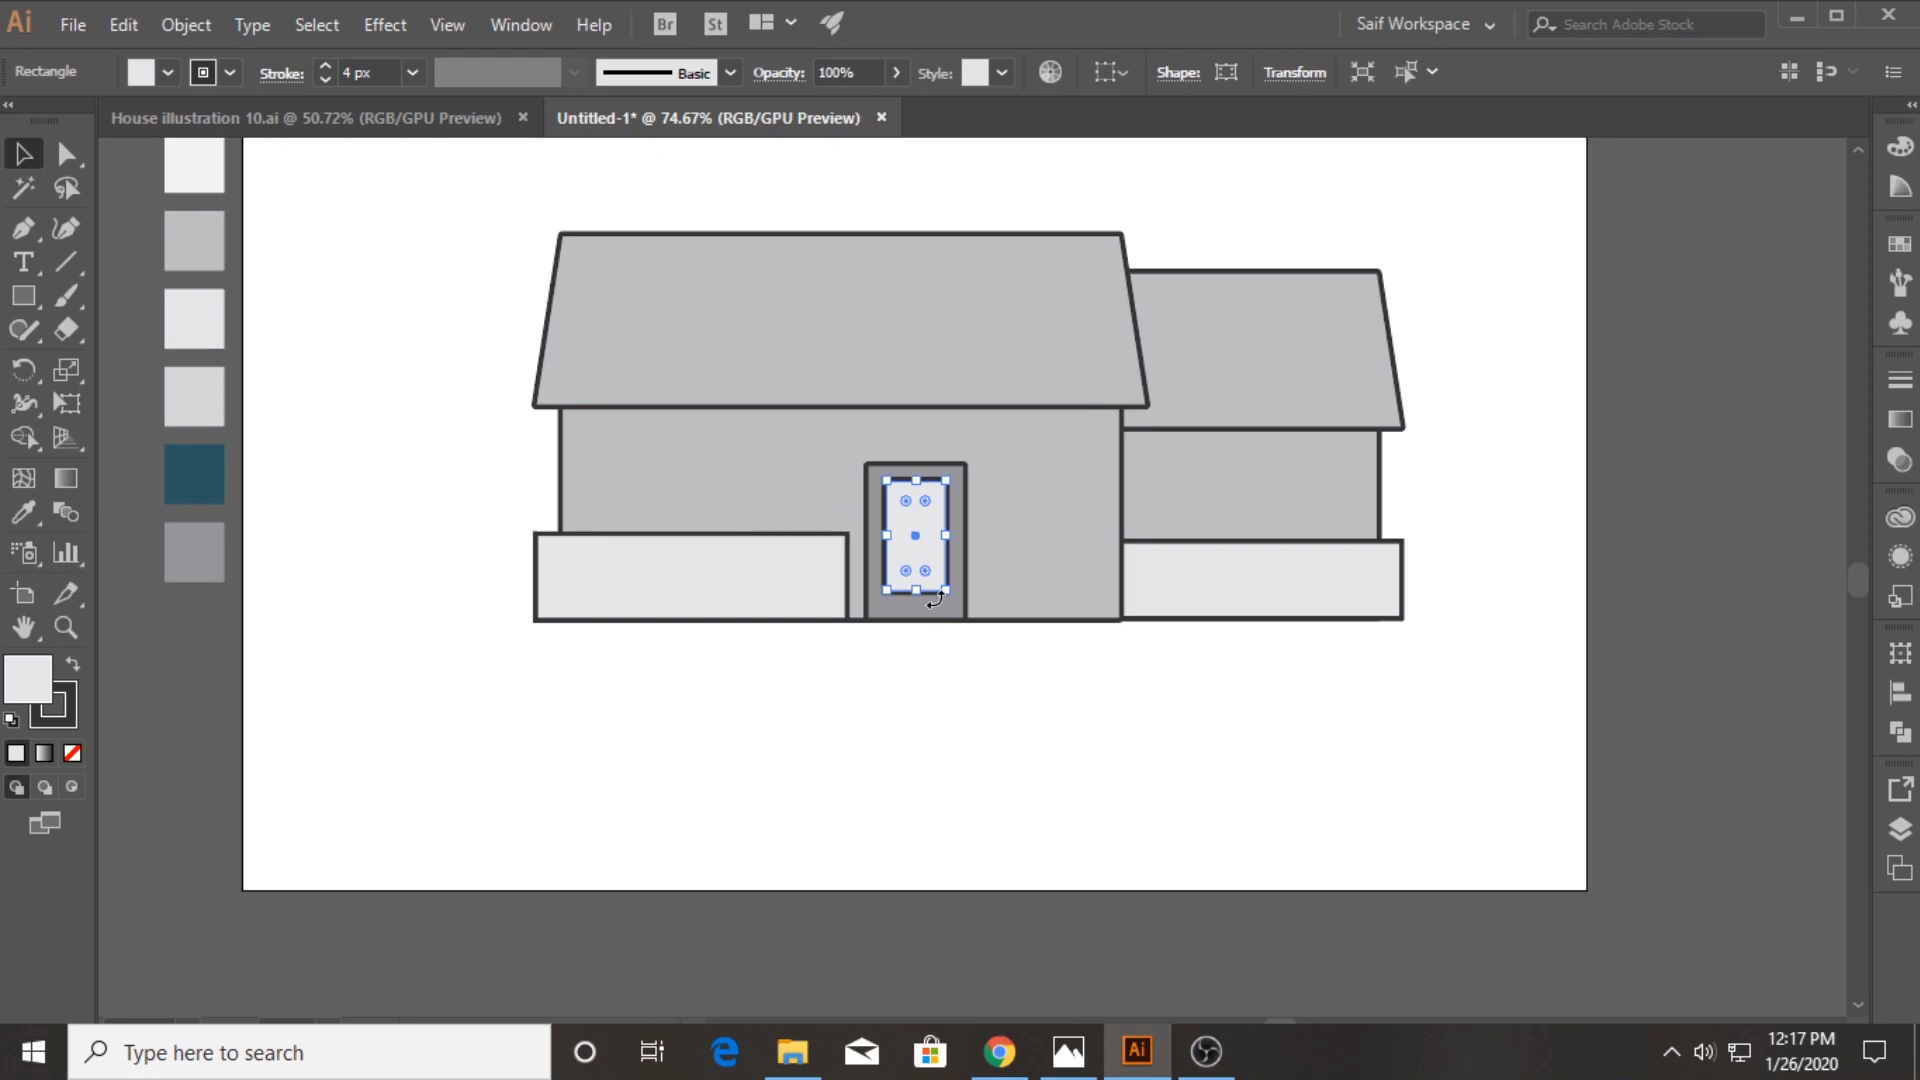 Ai File Edit Object Type Select Effect View Window Help Br St Saif Workspace Search Adobe Stock
Rectangle Stroke: 4 px Basic Opacity: 100% Style: Shape: Transform
House illustration 10.ai @ 50.72% (RGB/GPU Preview) × Untitled-1* @ 74.67% (RGB/GPU Preview) ×
Type here to search Ai 12:17 PM
1/26/2020